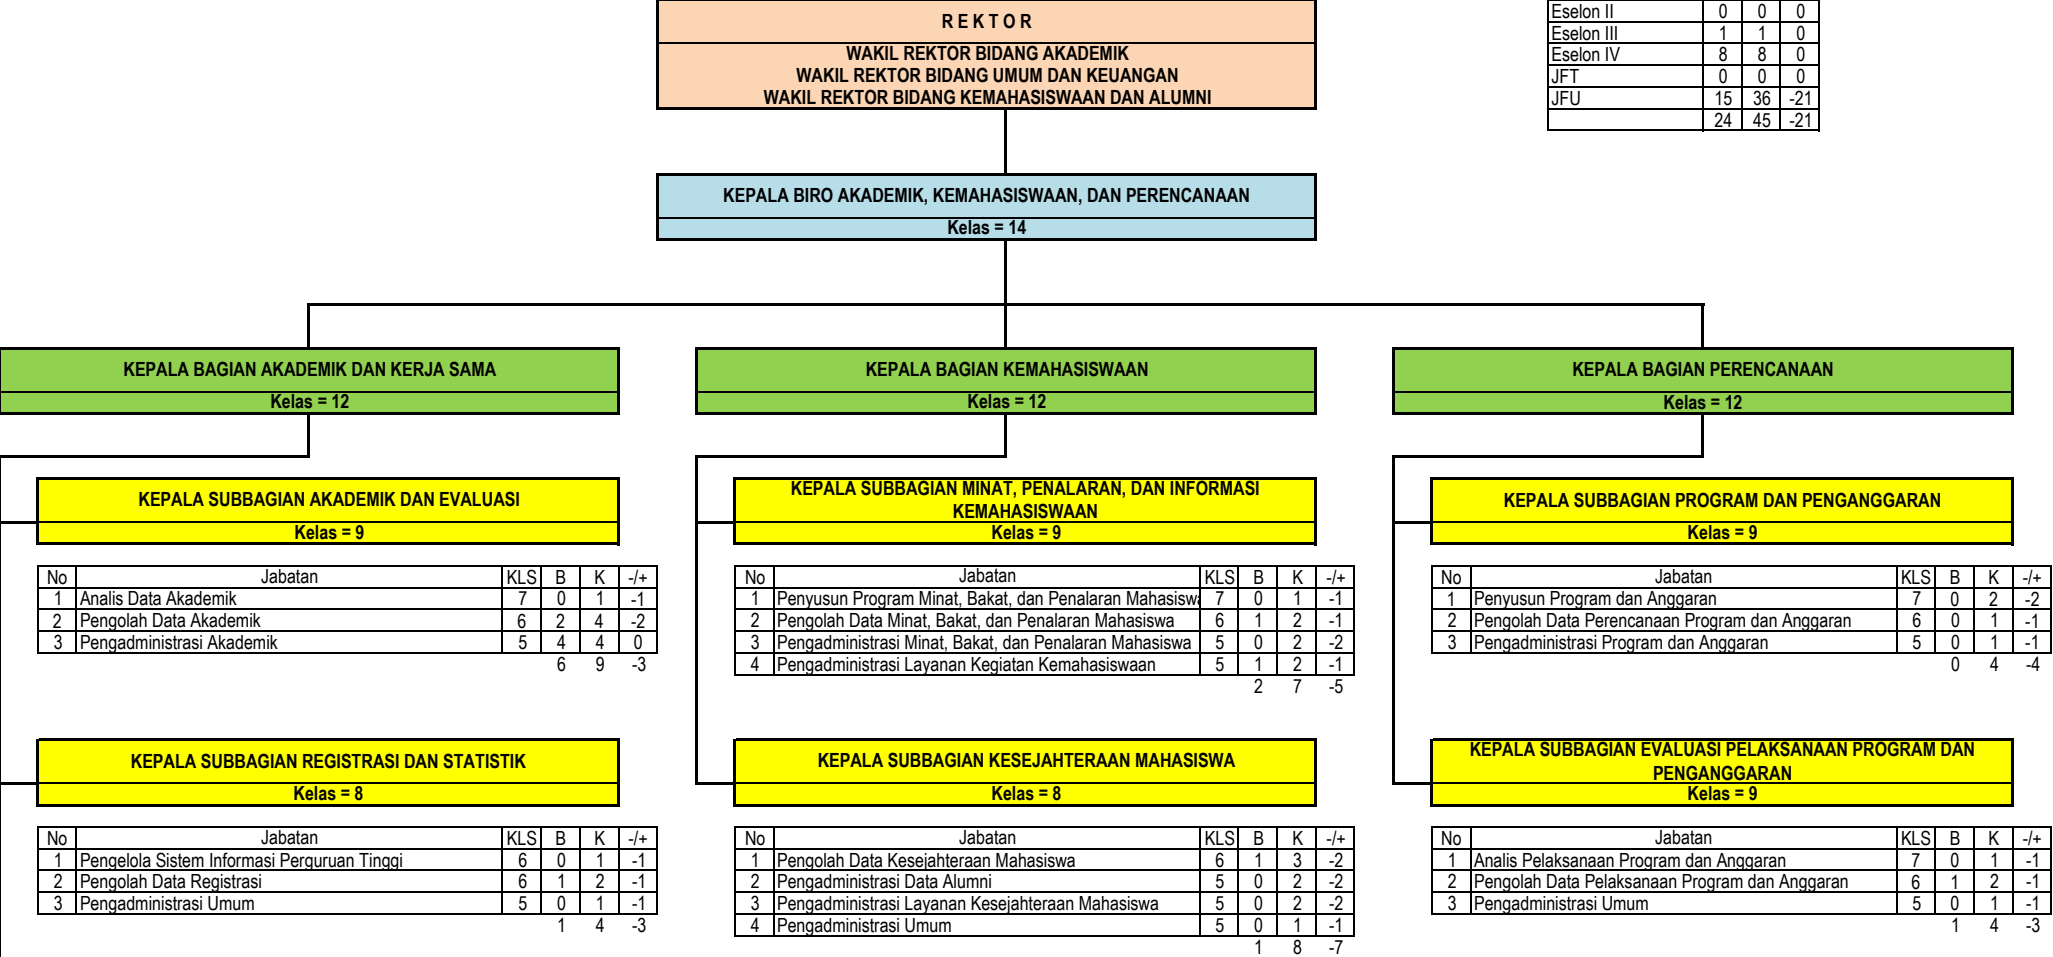 R E K T O R
WAKIL REKTOR BIDANG AKADEMIK
WAKIL REKTOR BIDANG UMUM DAN KEUANGAN
WAKIL REKTOR BIDANG KEMAHASISWAAN DAN ALUMNI
Eselon II 0 0 0
Eselon III 1 1 0
Eselon IV 8 8 0
JFT 0 0 0
JFU 15 36 -21
24 45 -21
KEPALA BIRO AKADEMIK, KEMAHASISWAAN, DAN PERENCANAAN
Kelas = 14
KEPALA BAGIAN AKADEMIK DAN KERJA SAMA
Kelas = 12
KEPALA BAGIAN KEMAHASISWAAN
Kelas = 12
KEPALA BAGIAN PERENCANAAN
Kelas = 12
KEPALA SUBBAGIAN AKADEMIK DAN EVALUASI
Kelas = 9
No Jabatan KLS B K -/+
1 Analis Data Akademik 7 0 1 -1
2 Pengolah Data Akademik 6 2 4 -2
3 Pengadministrasi Akademik 5 4 4 0
6 9 -3
KEPALA SUBBAGIAN MINAT, PENALARAN, DAN INFORMASI
KEMAHASISWAAN
Kelas = 9
No Jabatan KLS B K -/+
1 Penyusun Program Minat, Bakat, dan Penalaran Mahasiswa 7 0 1 -1
2 Pengolah Data Minat, Bakat, dan Penalaran Mahasiswa 6 1 2 -1
3 Pengadministrasi Minat, Bakat, dan Penalaran Mahasiswa 5 0 2 -2
4 Pengadministrasi Layanan Kegiatan Kemahasiswaan 5 1 2 -1
2 7 -5
KEPALA SUBBAGIAN PROGRAM DAN PENGANGGARAN
Kelas = 9
No Jabatan KLS B K -/+
1 Penyusun Program dan Anggaran 7 0 2 -2
2 Pengolah Data Perencanaan Program dan Anggaran 6 0 1 -1
3 Pengadministrasi Program dan Anggaran 5 0 1 -1
0 4 -4
KEPALA SUBBAGIAN REGISTRASI DAN STATISTIK
Kelas = 8
No Jabatan KLS B K -/+
1 Pengelola Sistem Informasi Perguruan Tinggi 6 0 1 -1
2 Pengolah Data Registrasi 6 1 2 -1
3 Pengadministrasi Umum 5 0 1 -1
1 4 -3
KEPALA SUBBAGIAN KESEJAHTERAAN MAHASISWA
Kelas = 8
No Jabatan KLS B K -/+
1 Pengolah Data Kesejahteraan Mahasiswa 6 1 3 -2
2 Pengadministrasi Data Alumni 5 0 2 -2
3 Pengadministrasi Layanan Kesejahteraan Mahasiswa 5 0 2 -2
4 Pengadministrasi Umum 5 0 1 -1
1 8 -7
KEPALA SUBBAGIAN EVALUASI PELAKSANAAN PROGRAM DAN
PENGANGGARAN
Kelas = 9
No Jabatan KLS B K -/+
1 Analis Pelaksanaan Program dan Anggaran 7 0 1 -1
2 Pengolah Data Pelaksanaan Program dan Anggaran 6 1 2 -1
3 Pengadministrasi Umum 5 0 1 -1
1 4 -3